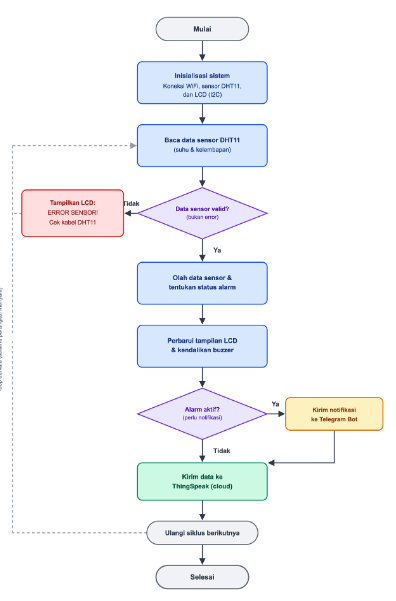 Mulai
Inisialisasi sistem
Koneksi WiFi, sensor DHT11,
dan LCD (I2C)
Baca data sensor DHT11
(suhu & kelembapan)
Data sensor valid?
(bukan error)
Tidak
Tampilkan LCD:
ERROR SENSOR!
Cek kabel DHT11
Ya
Olah data sensor &
tentukan status alarm
Perbarui tampilan LCD
& kendalikan buzzer
Alarm aktif?
(perlu notifikasi)
Ya
Kirim notifikasi
ke Telegram Bot
Tidak
Kirim data ke
ThingSpeak (cloud)
Ulangi siklus berikutnya
Selesai